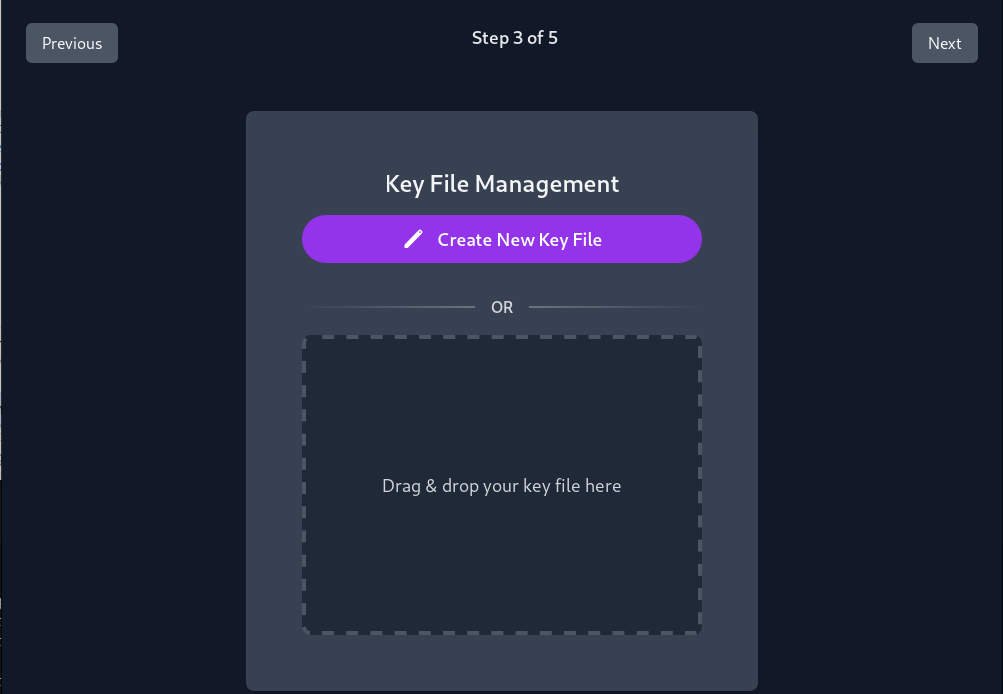 Previous
Step 3 of 5
Next
Key File Management
Create New Key File
OR
Drag & drop your key file here